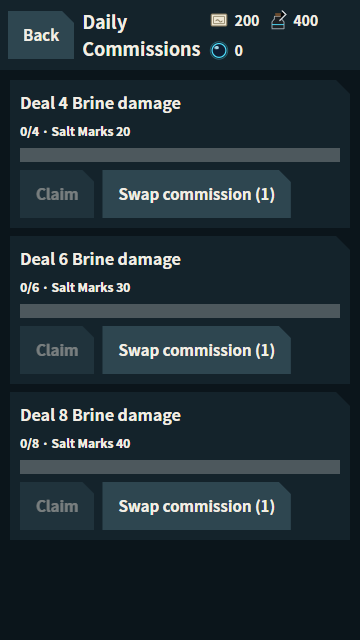 Back
Daily
Commissions
200
400
0
Deal 4 Brine damage
0/4 · Salt Marks 20
Claim
Swap commission (1)
Deal 6 Brine damage
0/6 · Salt Marks 30
Claim
Swap commission (1)
Deal 8 Brine damage
0/8 · Salt Marks 40
Claim
Swap commission (1)